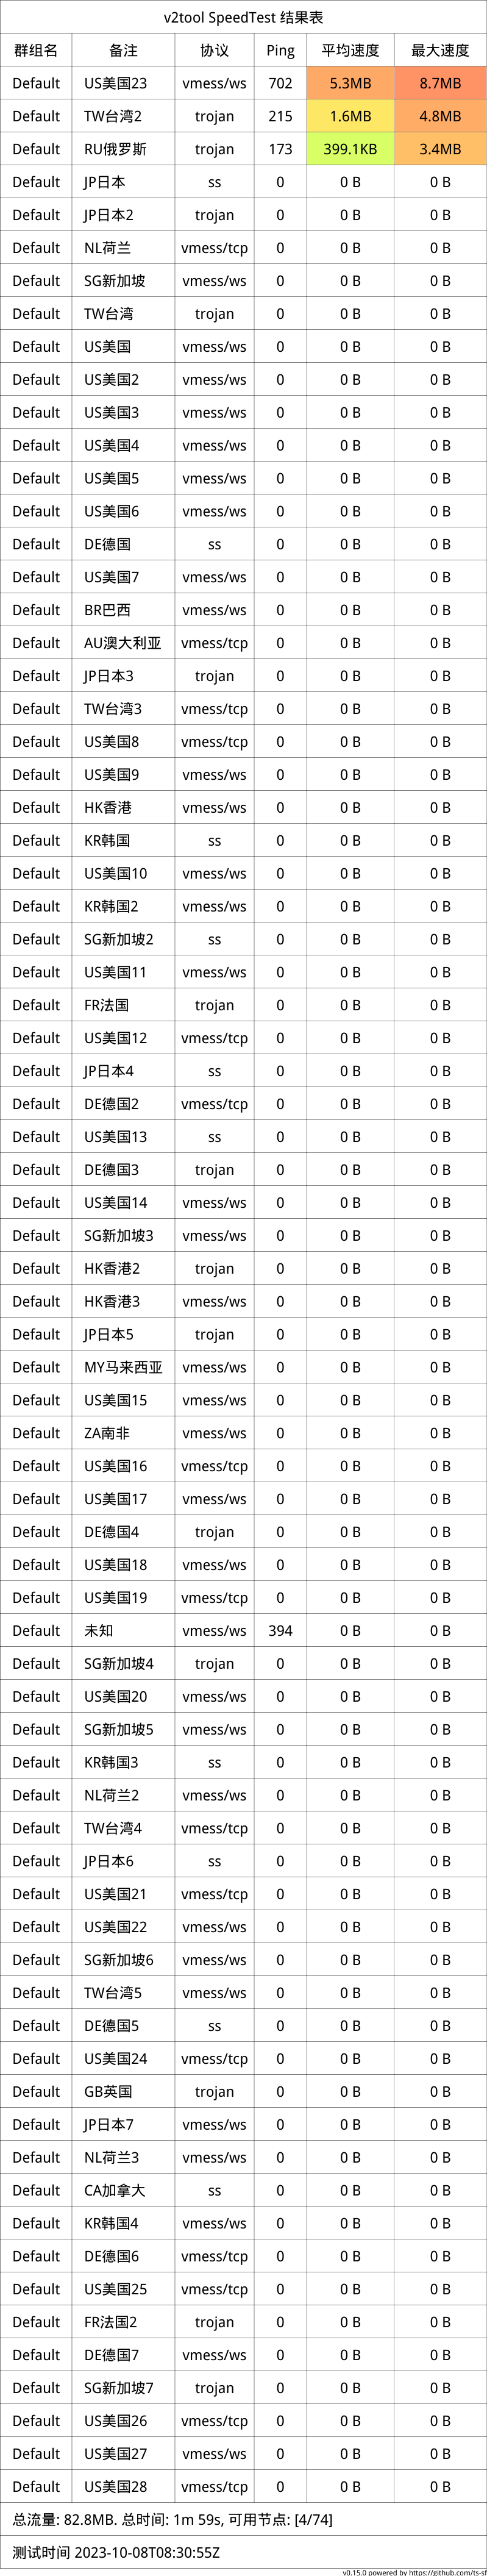 v2tool SpeedTest 结果表
群组名 备注 协议 Ping 平均速度 最大速度
Default US美国23 vmess/ws 702 5.3MB 8.7MB
Default TW台湾2 trojan 215 1.6MB 4.8MB
Default RU俄罗斯 trojan 173 399.1KB 3.4MB
Default JP日本 ss 0 0 B 0 B
Default JP日本2 trojan 0 0 B 0 B
Default NL荷兰 vmess/tcp 0 0 B 0 B
Default SG新加坡 vmess/ws 0 0 B 0 B
Default TW台湾 trojan 0 0 B 0 B
Default US美国 vmess/ws 0 0 B 0 B
Default US美国2 vmess/ws 0 0 B 0 B
Default US美国3 vmess/ws 0 0 B 0 B
Default US美国4 vmess/ws 0 0 B 0 B
Default US美国5 vmess/ws 0 0 B 0 B
Default US美国6 vmess/ws 0 0 B 0 B
Default DE德国 ss 0 0 B 0 B
Default US美国7 vmess/ws 0 0 B 0 B
Default BR巴西 vmess/ws 0 0 B 0 B
Default AU澳大利亚 vmess/tcp 0 0 B 0 B
Default JP日本3 trojan 0 0 B 0 B
Default TW台湾3 vmess/tcp 0 0 B 0 B
Default US美国8 vmess/tcp 0 0 B 0 B
Default US美国9 vmess/ws 0 0 B 0 B
Default HK香港 vmess/ws 0 0 B 0 B
Default KR韩国 ss 0 0 B 0 B
Default US美国10 vmess/ws 0 0 B 0 B
Default KR韩国2 vmess/ws 0 0 B 0 B
Default SG新加坡2 ss 0 0 B 0 B
Default US美国11 vmess/ws 0 0 B 0 B
Default FR法国 trojan 0 0 B 0 B
Default US美国12 vmess/tcp 0 0 B 0 B
Default JP日本4 ss 0 0 B 0 B
Default DE德国2 vmess/tcp 0 0 B 0 B
Default US美国13 ss 0 0 B 0 B
Default DE德国3 trojan 0 0 B 0 B
Default US美国14 vmess/ws 0 0 B 0 B
Default SG新加坡3 vmess/ws 0 0 B 0 B
Default HK香港2 trojan 0 0 B 0 B
Default HK香港3 vmess/ws 0 0 B 0 B
Default JP日本5 trojan 0 0 B 0 B
Default MY马来西亚 vmess/ws 0 0 B 0 B
Default US美国15 vmess/ws 0 0 B 0 B
Default ZA南非 vmess/ws 0 0 B 0 B
Default US美国16 vmess/tcp 0 0 B 0 B
Default US美国17 vmess/ws 0 0 B 0 B
Default DE德国4 trojan 0 0 B 0 B
Default US美国18 vmess/ws 0 0 B 0 B
Default US美国19 vmess/tcp 0 0 B 0 B
Default 未知 vmess/ws 394 0 B 0 B
Default SG新加坡4 trojan 0 0 B 0 B
Default US美国20 vmess/ws 0 0 B 0 B
Default SG新加坡5 vmess/ws 0 0 B 0 B
Default KR韩国3 ss 0 0 B 0 B
Default NL荷兰2 vmess/ws 0 0 B 0 B
Default TW台湾4 vmess/tcp 0 0 B 0 B
Default JP日本6 ss 0 0 B 0 B
Default US美国21 vmess/tcp 0 0 B 0 B
Default US美国22 vmess/ws 0 0 B 0 B
Default SG新加坡6 vmess/ws 0 0 B 0 B
Default TW台湾5 vmess/ws 0 0 B 0 B
Default DE德国5 ss 0 0 B 0 B
Default US美国24 vmess/tcp 0 0 B 0 B
Default GB英国 trojan 0 0 B 0 B
Default JP日本7 vmess/ws 0 0 B 0 B
Default NL荷兰3 vmess/ws 0 0 B 0 B
Default CA加拿大 ss 0 0 B 0 B
Default KR韩国4 vmess/ws 0 0 B 0 B
Default DE德国6 vmess/tcp 0 0 B 0 B
Default US美国25 vmess/tcp 0 0 B 0 B
Default FR法国2 trojan 0 0 B 0 B
Default DE德国7 vmess/ws 0 0 B 0 B
Default SG新加坡7 trojan 0 0 B 0 B
Default US美国26 vmess/tcp 0 0 B 0 B
Default US美国27 vmess/ws 0 0 B 0 B
Default US美国28 vmess/tcp 0 0 B 0 B
总流量: 82.8MB. 总时间: 1m 59s, 可用节点: [4/74]
测试时间 2023-10-08T08:30:55Z
v0.15.0 powered by https://github.com/ts-sf